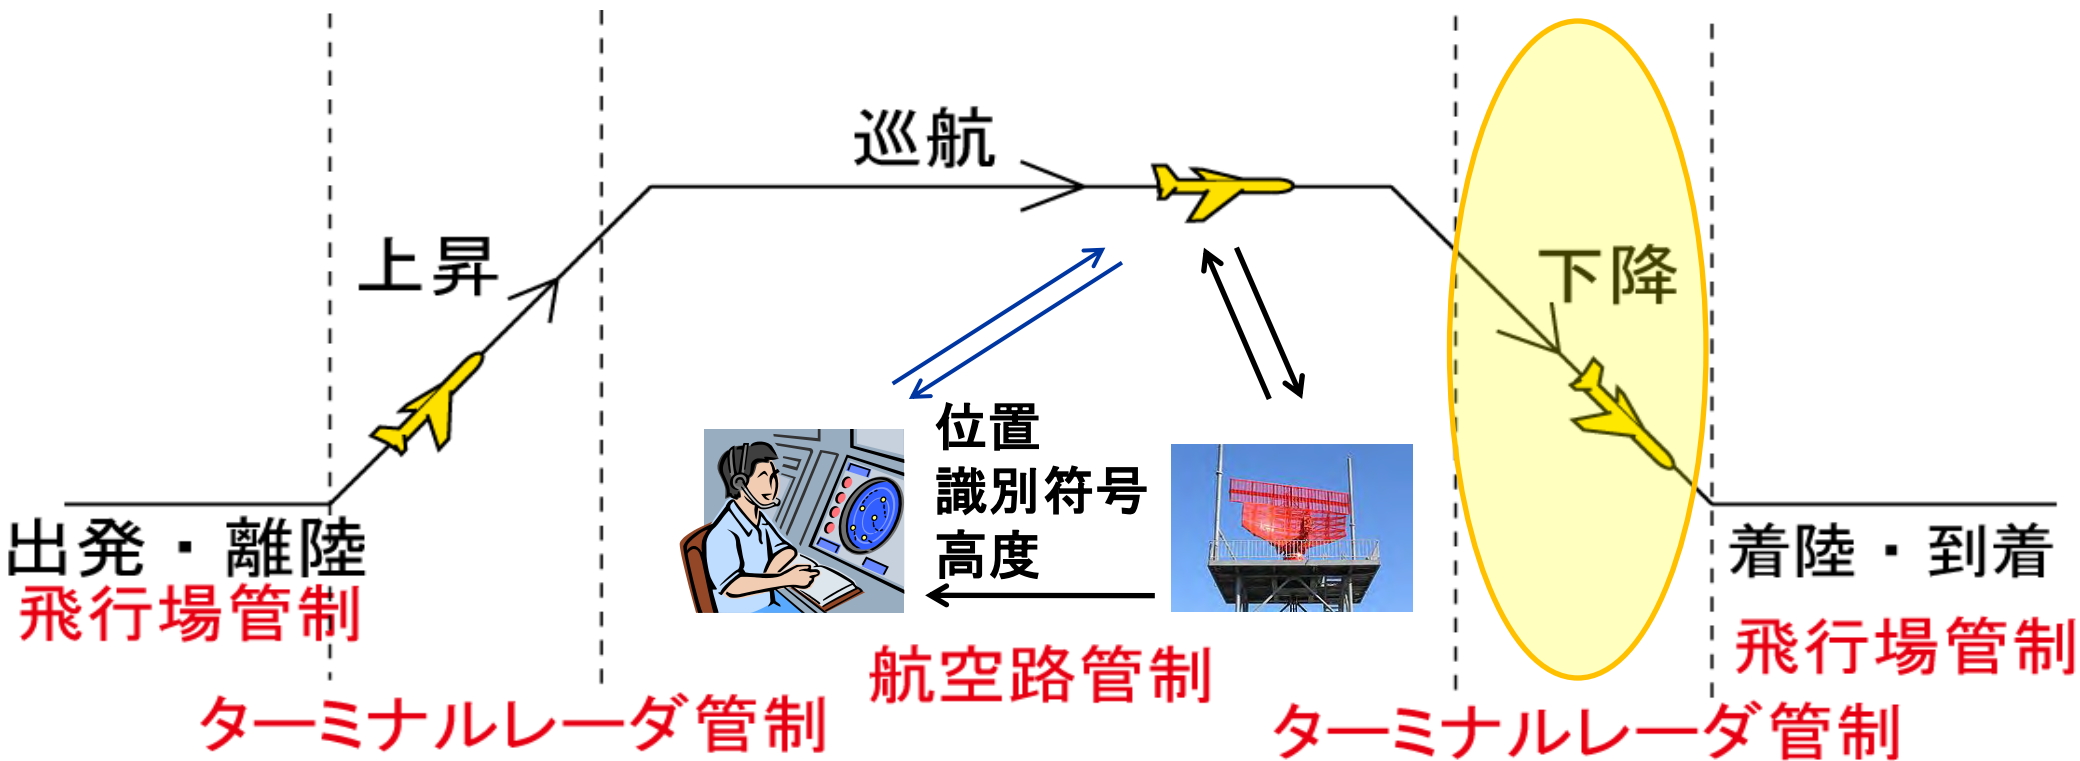 巡航
上昇
下降
位置
識別符号
高度
出発・離陸
着陸・到着
飛行場管制
飛行場管制
航空路管制
ターミナルレーダ管制
ターミナルレーダ管制